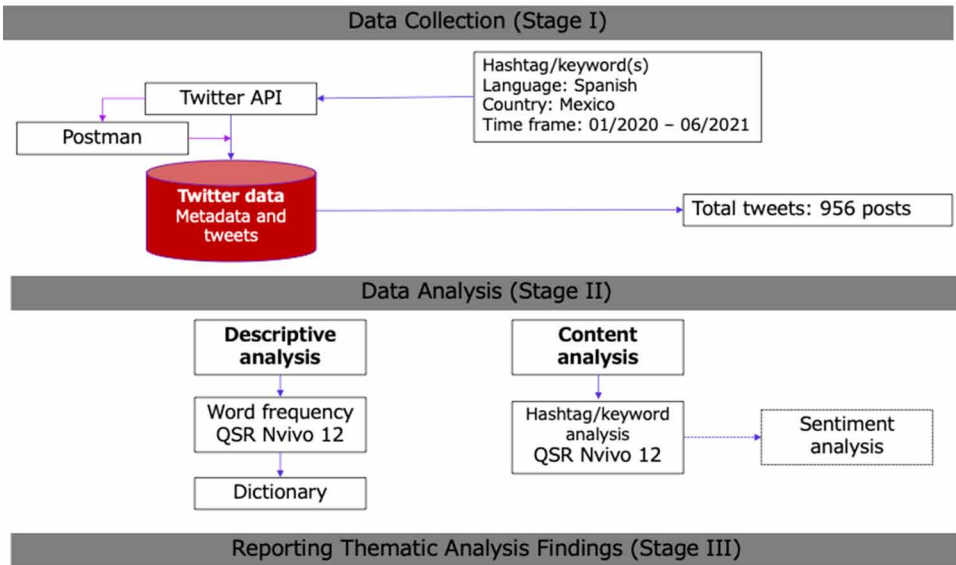 Data Collection (Stage I)
Hashtag/keyword(s)
Language: Spanish
Country: Mexico
Time frame: 01/2020 – 06/2021
Twitter API
Postman
Twitter data
Metadata and
tweets
Total tweets: 956 posts
Data Analysis (Stage II)
Descriptive
analysis
Word frequency
QSR Nvivo 12
Dictionary
Content
analysis
Hashtag/keyword
analysis
QSR Nvivo 12
Sentiment
analysis
Reporting Thematic Analysis Findings (Stage III)